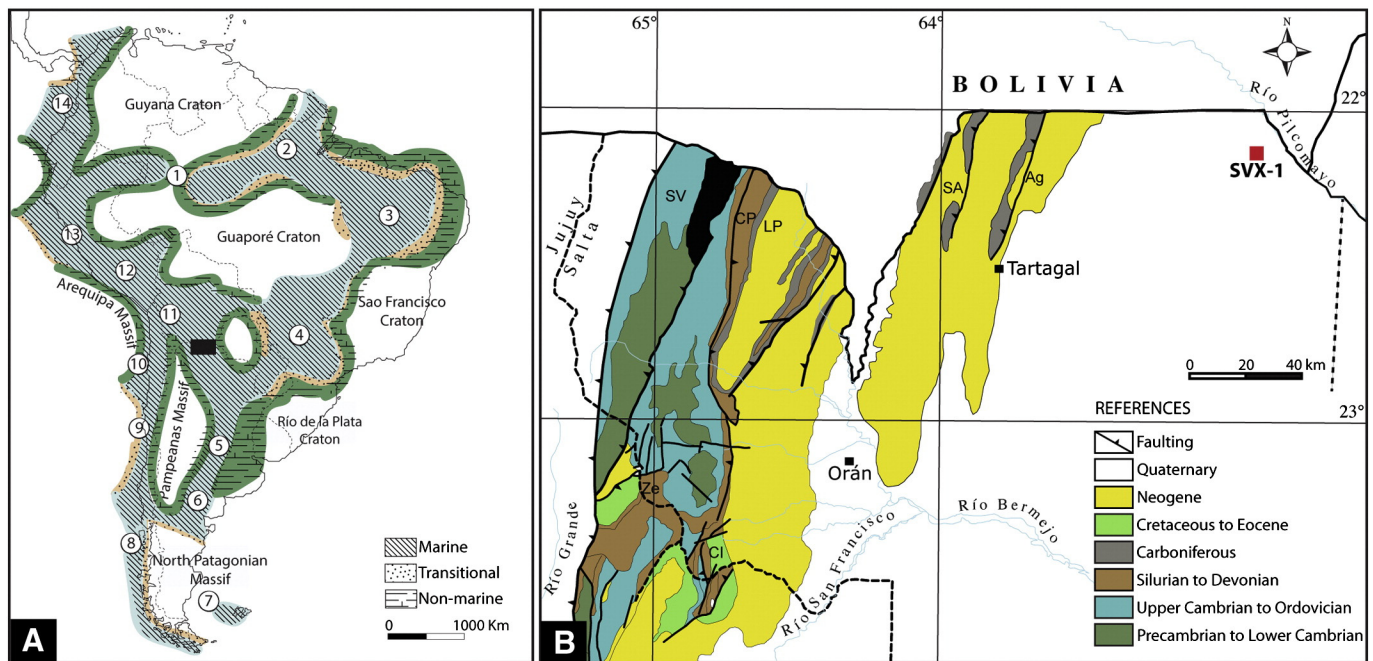 14
Guyana Craton
2
1
3
Guaporé Craton
13
12
Arequipa Massif
11
Sao Francisco
Craton
4
10
Pampeanas Massif
9
Río de la Plata
Craton
5
6
8
North Patagonian
Massif
7
Marine
Transitional
Non-marine
0 1000 Km
A
65°
64°
N
BOLIVIA
22°
Río Pilcomayo
SVX-1
Jujuy
Salta
SV
CP
LP
SA
Ag
Tartagal
0 20 40 km
23°
Orán
Ze
CI
Río Grande
Río San Francisco
Río Bermejo
REFERENCES
Faulting
Quaternary
Neogene
Cretaceous to Eocene
Carboniferous
Silurian to Devonian
Upper Cambrian to Ordovician
Precambrian to Lower Cambrian
B